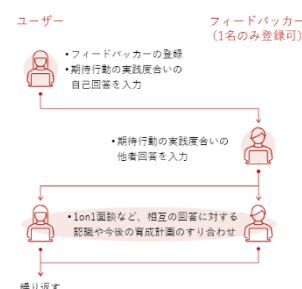 ユーザー
フィードバッカー
(1名のみ登録可)
•フィードバッカーの登録
•期待行動の実践度合いの
自己回答を入力
•期待行動の実践度合いの
他者回答を入力
•1on1面談など、相互の回答に対する
認識や今後の育成計画のすり合わせ
繰り返す